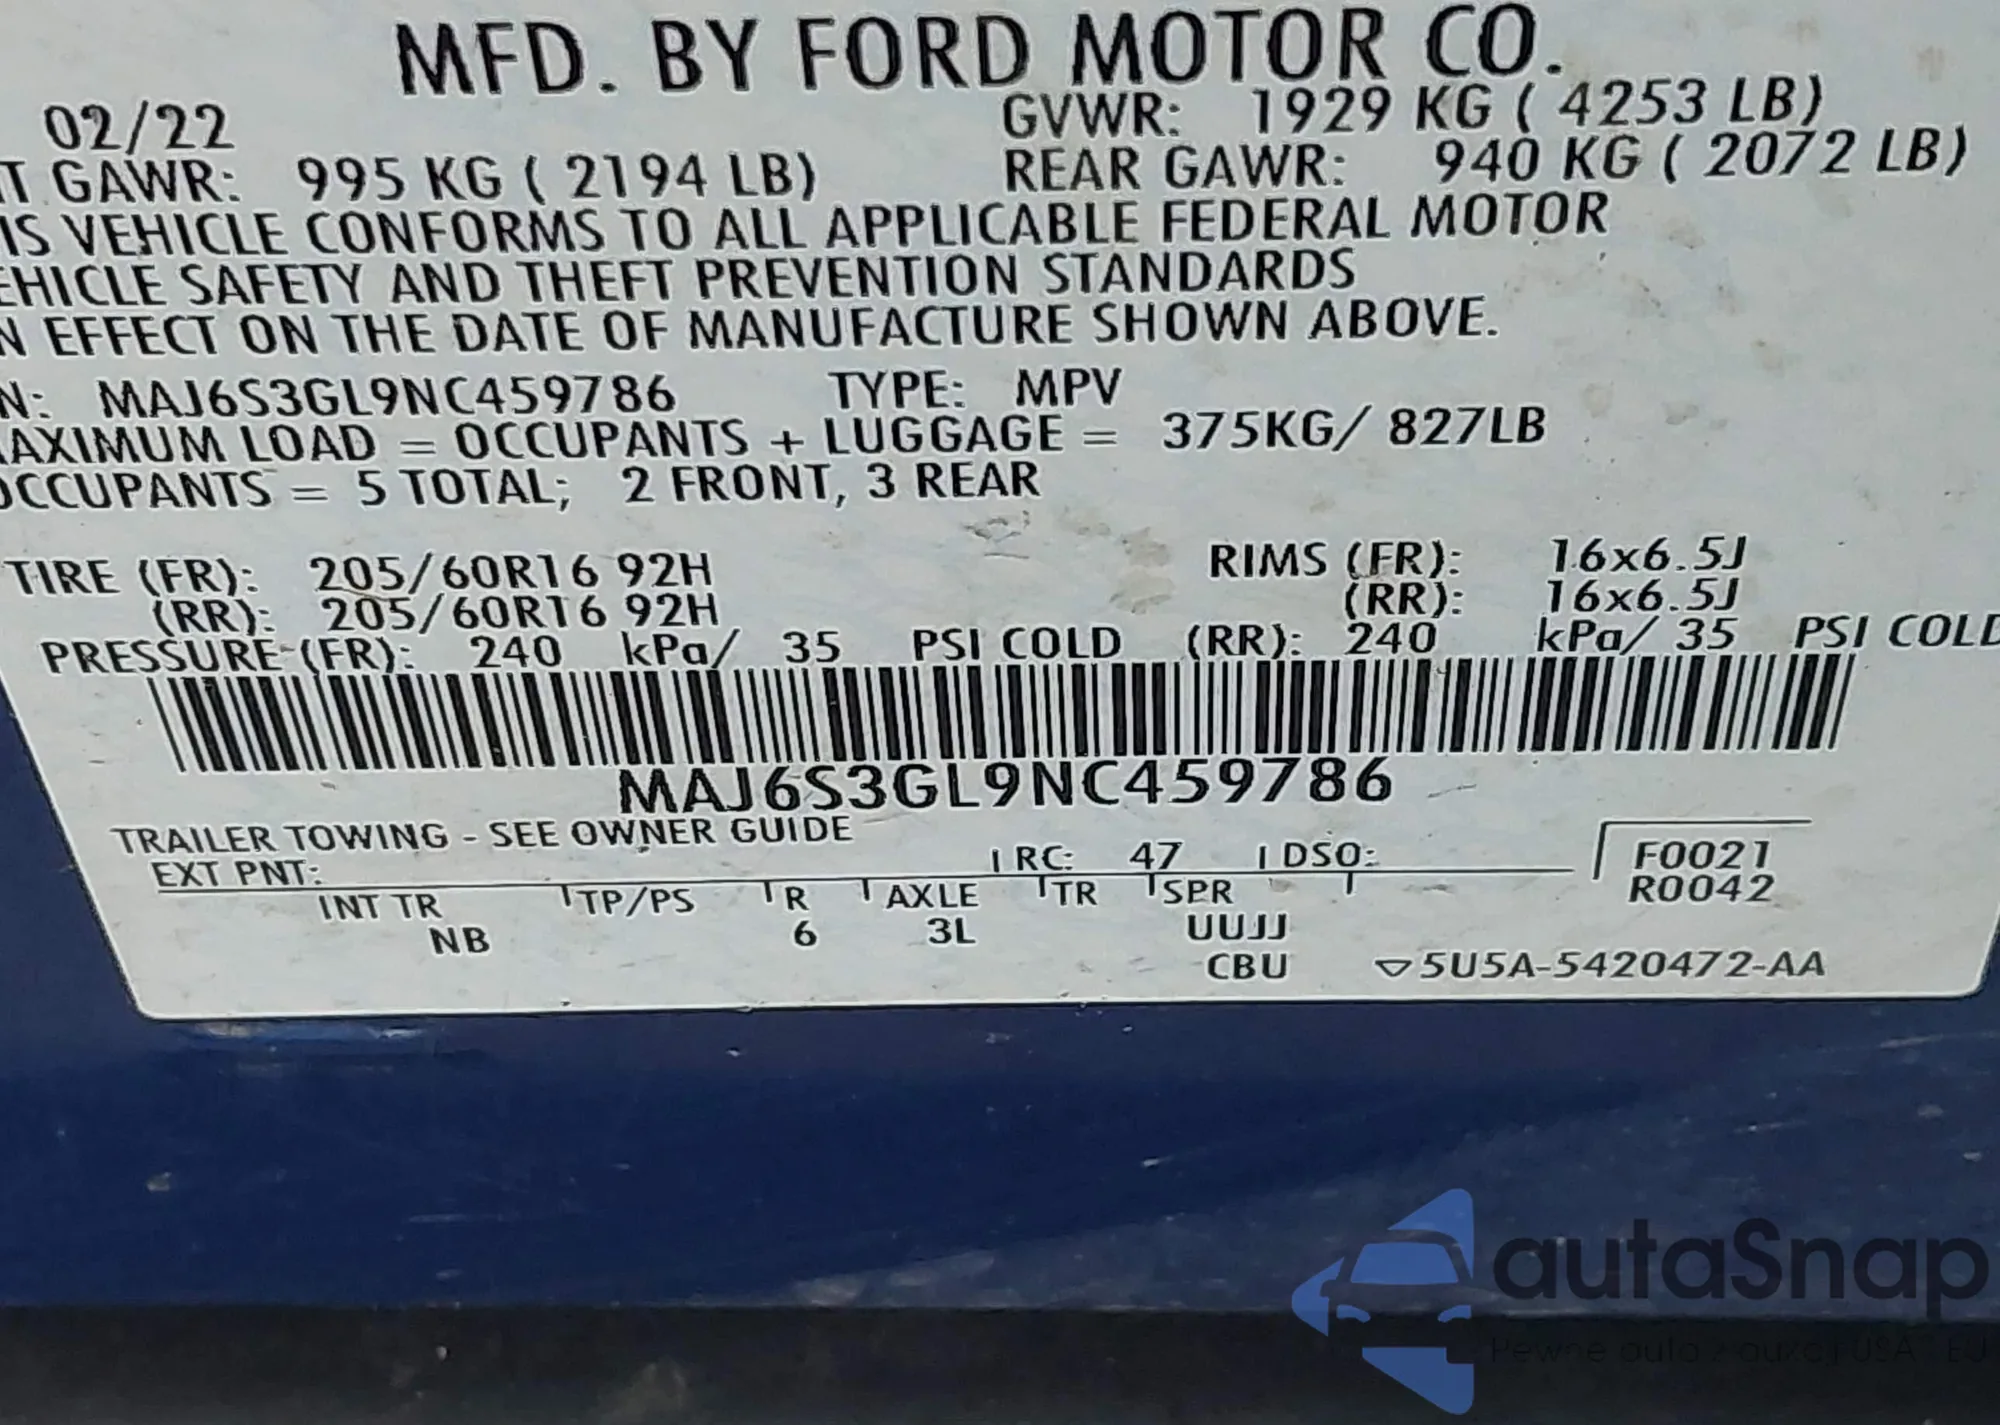 MFD. BY FORD MOTOR CO.
02/22 GVWR: 1929 KG ( 4253 LB)
T GAWR: 995 KG ( 2194 LB) REAR GAWR: 940 KG ( 2072 LB)
IS VEHICLE CONFORMS TO ALL APPLICABLE FEDERAL MOTOR
EHICLE SAFETY AND THEFT PREVENTION STANDARDS
N EFFECT ON THE DATE OF MANUFACTURE SHOWN ABOVE.
N: MAJ6S3GL9NC459786 TYPE: MPV
AXIMUM LOAD = OCCUPANTS + LUGGAGE = 375KG/ 827LB
OCCUPANTS = 5 TOTAL; 2 FRONT, 3 REAR
TIRE (FR): 205/60R16 92H RIMS (FR): 16x6.5J
(RR): 205/60R16 92H (RR): 16x6.5J
PRESSURE (FR): 240 kPa/ 35 PSI COLD (RR): 240 kPa/ 35 PSI COLD
MAJ6S3GL9NC459786
TRAILER TOWING - SEE OWNER GUIDE
EXT PNT: RC: 47 DSO: F0021
R0042
INT TR TP/PS R AXLE TR SPR
NB 6 3L UUJJ
CBU ▽5U5A-5420472-AA
autaSnap
Pewne auta z aukcji USA EU